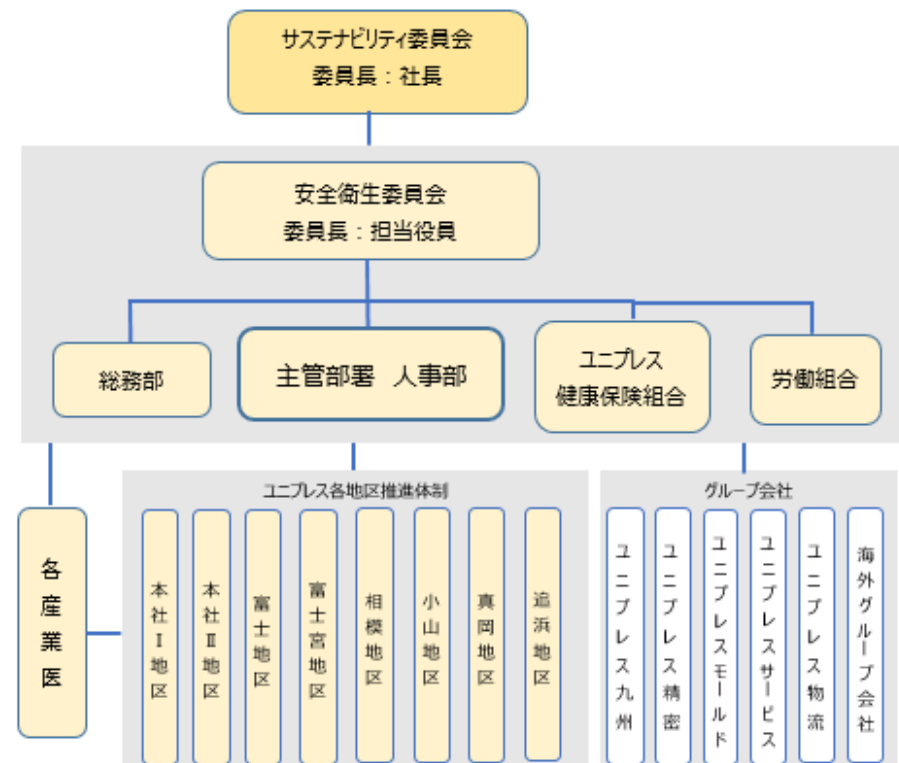 サステナビリティ委員会
委員長：社長
安全衛生委員会
委員長：担当役員
総務部
主管部署 人事部
ユニプレス
健康保険組合
労働組合
各産業医
ユニプレス各地区推進体制
本社Ⅰ地区
本社Ⅱ地区
富士地区
富士宮地区
相模地区
小山地区
真岡地区
追浜地区
グループ会社
ユニプレス九州
ユニプレス精密
ユニプレスモールド
ユニプレスサービス
ユニプレス物流
海外グループ会社